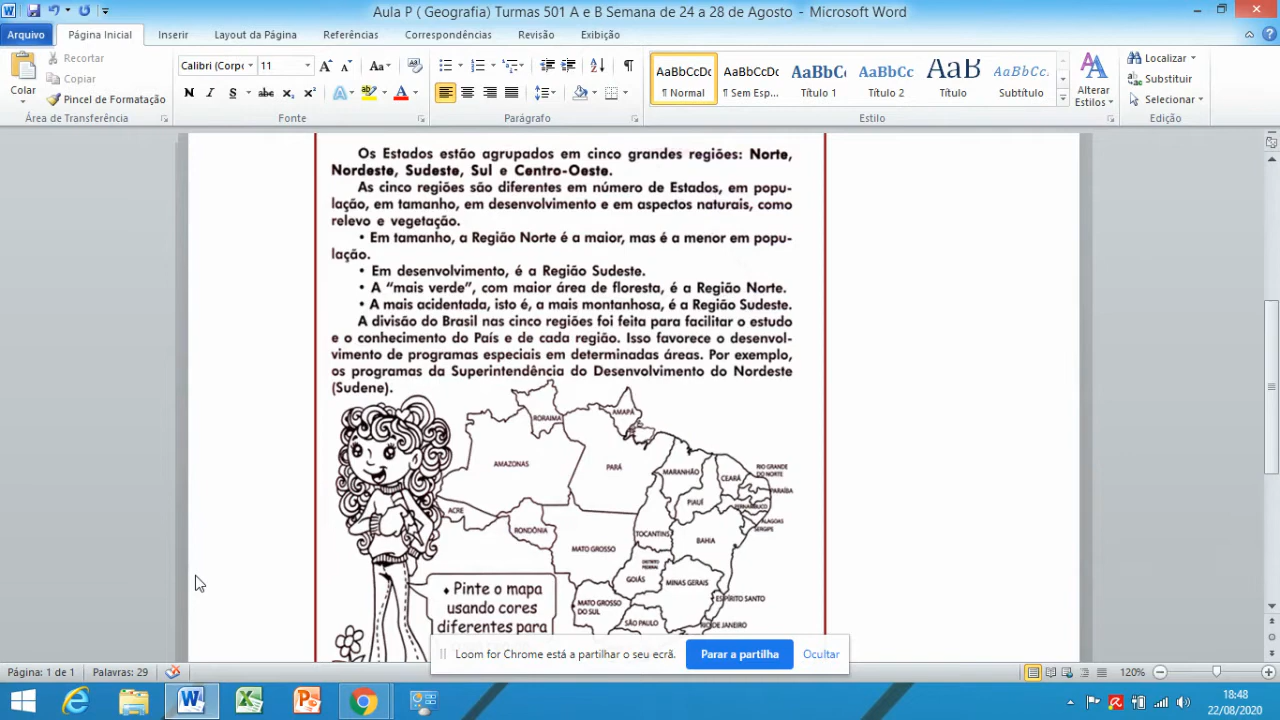 Aula P ( Geografia) Turmas 501 A e B Semana de 24 a 28 de Agosto - Microsoft Word
Arquivo
Página Inicial
Inserir
Layout da Página
Referências
Correspondências
Revisão
Exibição
Colar
Recortar
Copiar
Pincel de Formatação
Área de Transferência
Calibri (Corpo
11
Fonte
Parágrafo
AaBbCcDc
¶ Normal
AaBbCcDc
¶ Sem Esp...
AaBbCc
Título 1
AaBbCc
Título 2
AaB
Título
AaBbCc.
Subtítulo
Alterar
Estilos
Estilo
Localizar
Substituir
Selecionar
Edição
Os Estados estão agrupados em cinco grandes regiões: Norte,
Nordeste, Sudeste, Sul e Centro-Oeste.
As cinco regiões são diferentes em número de Estados, em popu-
lação, em tamanho, em desenvolvimento e em aspectos naturais, como
relevo e vegetação.
• Em tamanho, a Região Norte é a maior, mas é a menor em popu-
lação.
• Em desenvolvimento, é a Região Sudeste.
• A “mais verde”, com maior área de floresta, é a Região Norte.
• A mais acidentada, isto é, a mais montanhosa, é a Região Sudeste.
A divisão do Brasil nas cinco regiões foi feita para facilitar o estudo
e o conhecimento do País e de cada região. Isso favorece o desenvol-
vimento de programas especiais em determinadas áreas. Por exemplo,
os programas da Superintendência do Desenvolvimento do Nordeste
(Sudene).
RORAIMA
AMAPÁ
AMAZONAS
PARÁ
MARANHÃO
CEARÁ
RIO GRANDE
DO NORTE
PARAÍBA
PIAUÍ
PERNAMBUCO
ACRE
ALAGOAS
SERGIPE
RONDÔNIA
TOCANTINS
BAHIA
MATO GROSSO
DISTRITO
FEDERAL
GOIÁS
MINAS GERAIS
MATO GROSSO
DO SUL
ESPÍRITO SANTO
SÃO PAULO
RIO DE JANEIRO
♦ Pinte o mapa
usando cores
diferentes para
Loom for Chrome está a partilhar o seu ecrã.
Parar a partilha
Ocultar
Página: 1 de 1
Palavras: 29
120%
18:48
22/08/2020